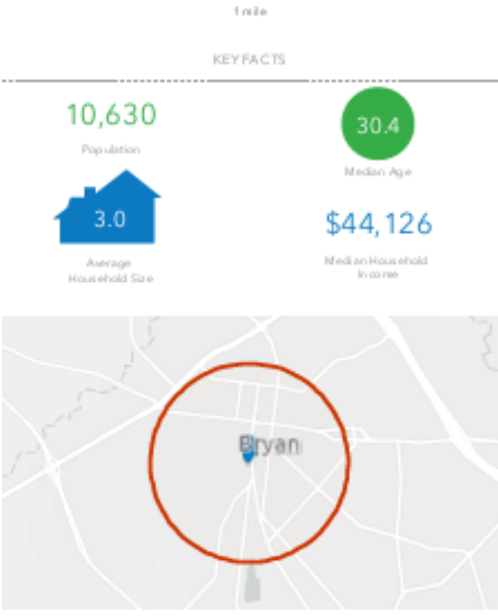 1 mile
KEY FACTS
10,630
Population
30.4
Median Age
3.0
Average
Household Size
$44,126
Median Household
Income
Bryan